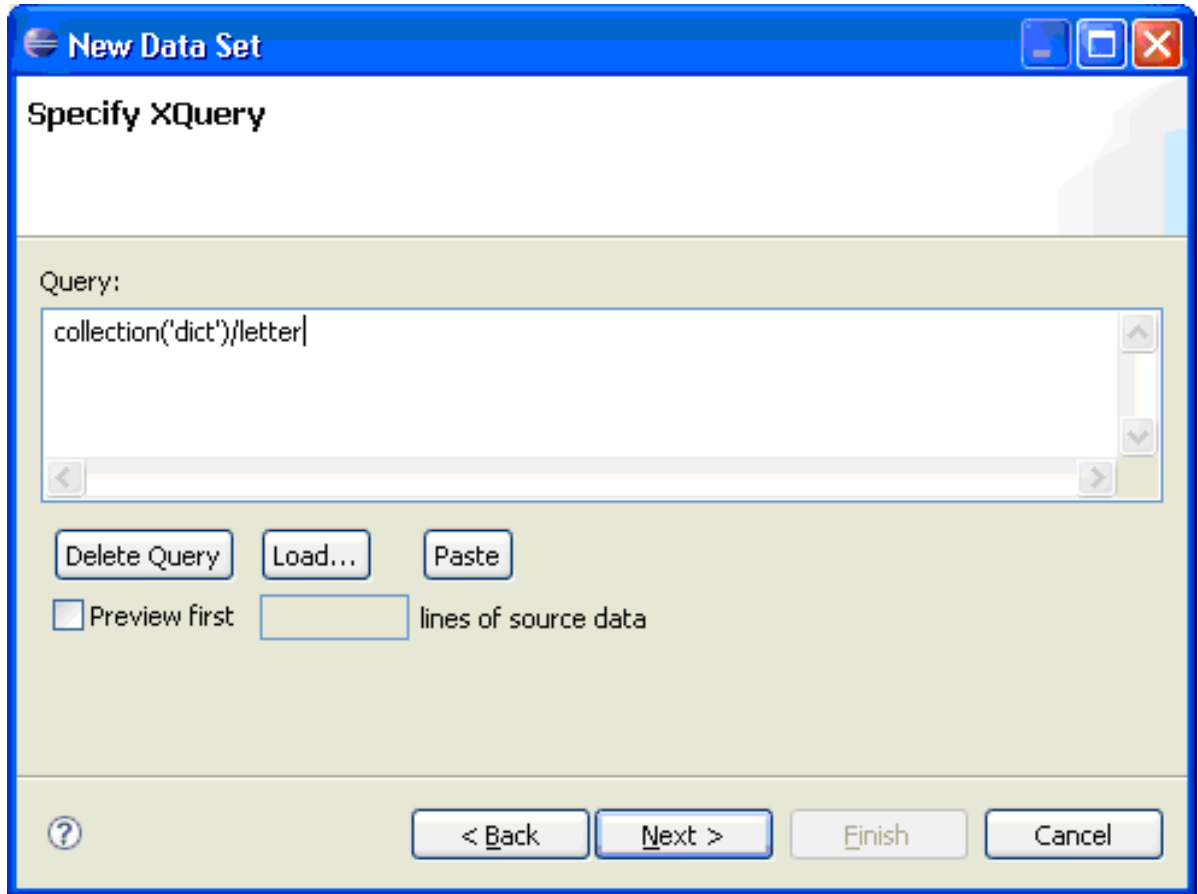 New Data Set
Specify XQuery
Query:
collection('dict')/letter
Delete Query Load... Paste
Preview first lines of source data
? < Back Next > Finish Cancel